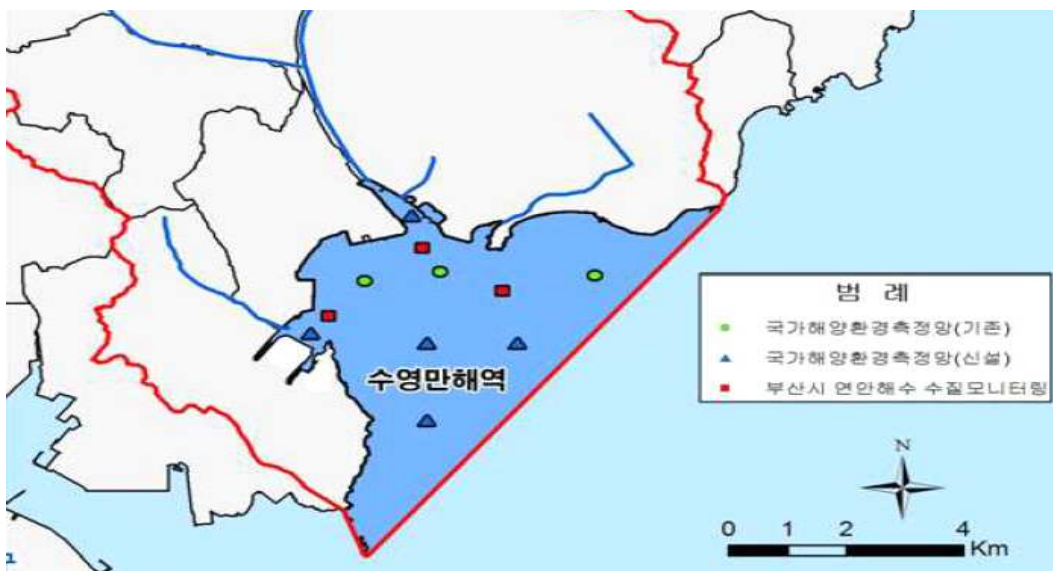 수영만해역
범 례
국가해양환경측정망(기존)
국가해양환경측정망(신설)
부산시 연안해수 수질모니터링
N
0 1 2 4
Km